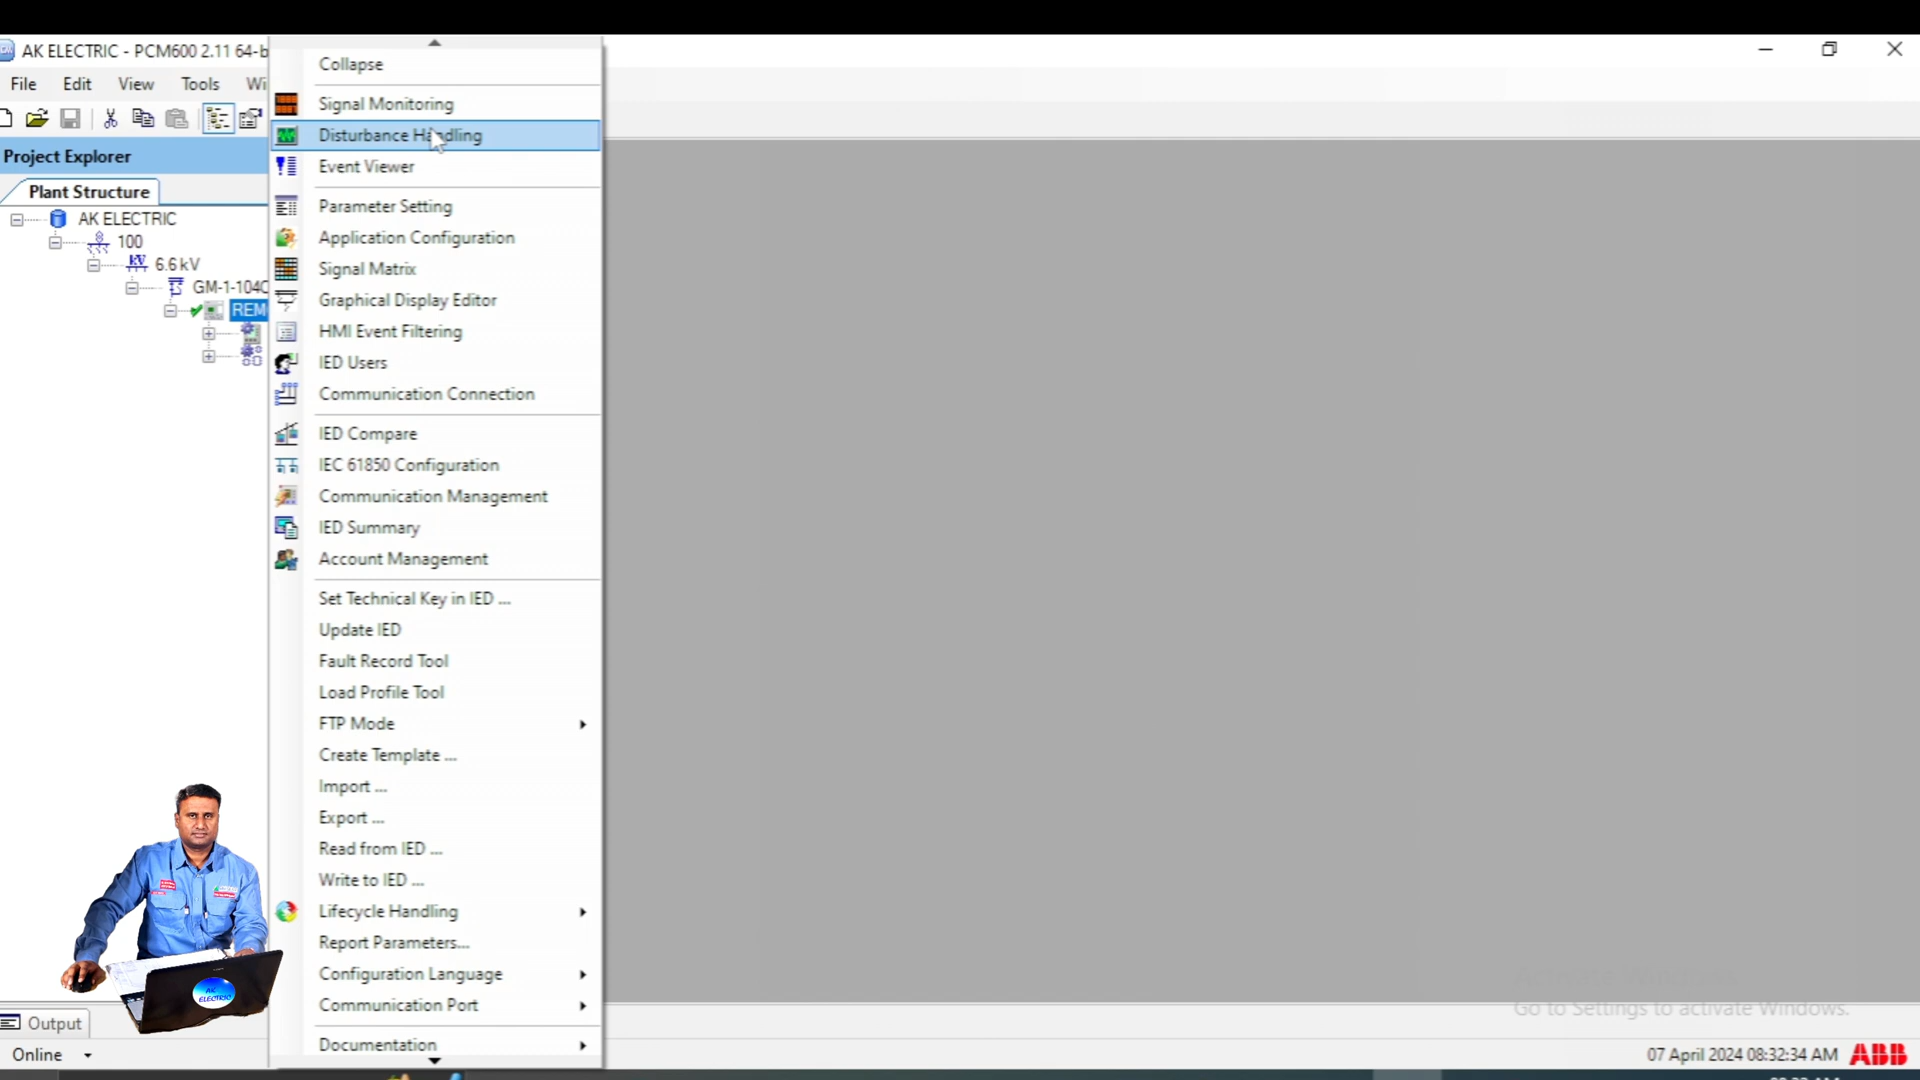 AK ELECTRIC - PCM600 2.11 64-b
File Edit View Tools Wi
Project Explorer
Plant Structure
AK ELECTRIC
100
6.6 kV
GM-1-104C
REM
Collapse
Signal Monitoring
Disturbance Handling
Event Viewer
Parameter Setting
Application Configuration
Signal Matrix
Graphical Display Editor
HMI Event Filtering
IED Users
Communication Connection
IED Compare
IEC 61850 Configuration
Communication Management
IED Summary
Account Management
Set Technical Key in IED ...
Update IED
Fault Record Tool
Load Profile Tool
FTP Mode
Create Template ...
Import ...
Export ...
Read from IED ...
Write to IED ...
Lifecycle Handling
Report Parameters...
Configuration Language
Communication Port
Documentation
AK
ELECTRIC
Go to Settings to activate Windows.
Output
Online
07 April 2024 08:32:34 AM ABB